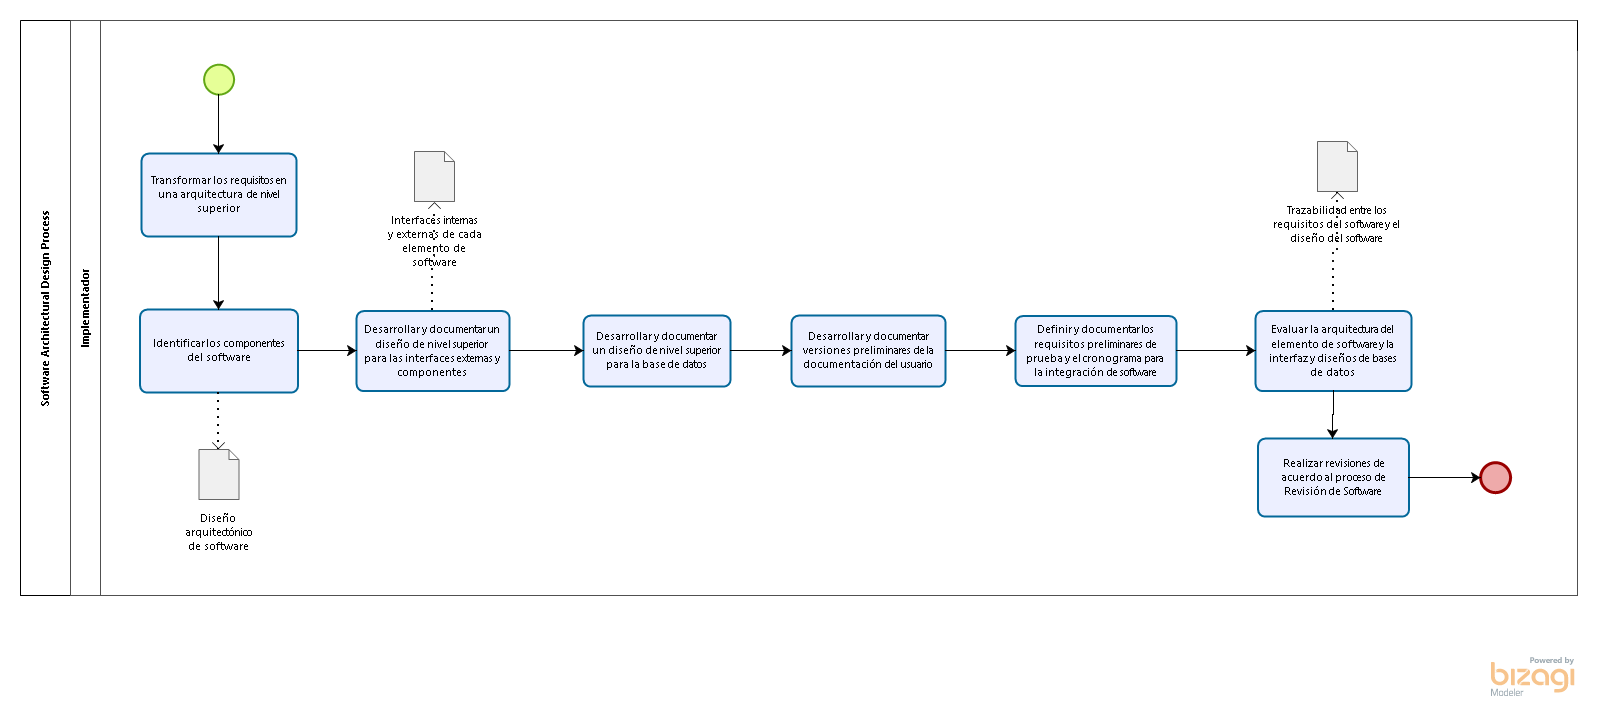 Software Architectural Design Process
Implementador
Transformar los requisitos en
una arquitectura de nivel
superior
Identificar los componentes
del software
Diseño
arquitectónico
de software
Interfaces internas
y externas de cada
elemento de
software
Desarrollar y documentar un
diseño de nivel superior
para las interfaces externas y
componentes
Desarrollar y documentar
un diseño de nivel superior
para la base de datos
Desarrollar y documentar
versiones preliminares de la
documentación del usuario
Definir y documentar los
requisitos preliminares de
prueba y el cronograma para
la integración de software
Trazabilidad entre los
requisitos del software y el
diseño del software
Evaluar la arquitectura del
elemento de software y la
interfaz y diseños de bases
de datos
Realizar revisiones de
acuerdo al proceso de
Revisión de Software
Powered by
bizagi
Modeler